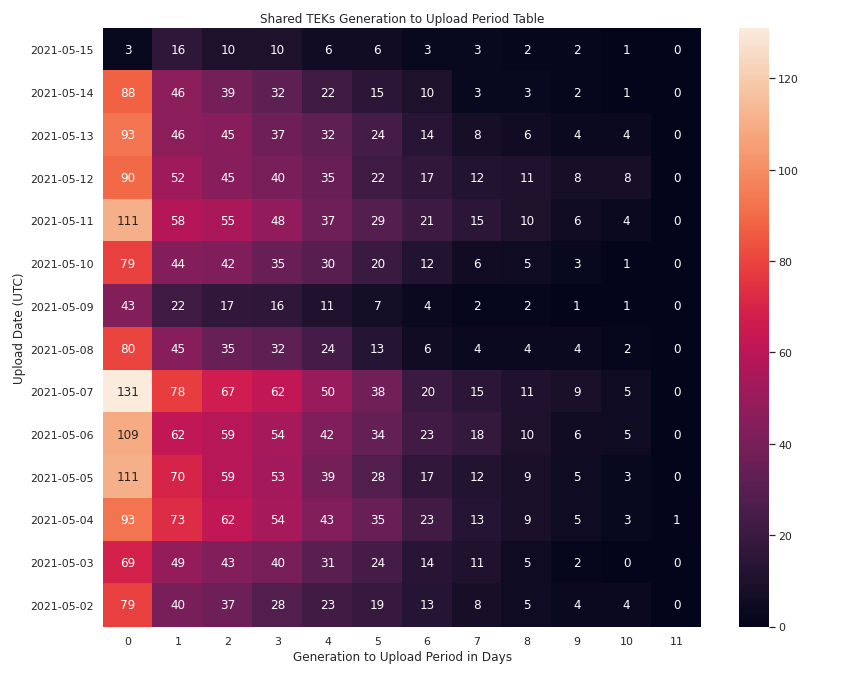 Shared TEKs Generation to Upload Period Table
Upload Date (UTC)
2021-05-15 3 16 10 10 6 6 3 3 2 2 1 0
2021-05-14 88 46 39 32 22 15 10 3 3 2 1 0
2021-05-13 93 46 45 37 32 24 14 8 6 4 4 0
2021-05-12 90 52 45 40 35 22 17 12 11 8 8 0
2021-05-11 111 58 55 48 37 29 21 15 10 6 4 0
2021-05-10 79 44 42 35 30 20 12 6 5 3 1 0
2021-05-09 43 22 17 16 11 7 4 2 2 1 1 0
2021-05-08 80 45 35 32 24 13 6 4 4 4 2 0
2021-05-07 131 78 67 62 50 38 20 15 11 9 5 0
2021-05-06 109 62 59 54 42 34 23 18 10 6 5 0
2021-05-05 111 70 59 53 39 28 17 12 9 5 3 0
2021-05-04 93 73 62 54 43 35 23 13 9 5 3 1
2021-05-03 69 49 43 40 31 24 14 11 5 2 0 0
2021-05-02 79 40 37 28 23 19 13 8 5 4 4 0
0 1 2 3 4 5 6 7 8 9 10 11
Generation to Upload Period in Days
120
100
80
60
40
20
0